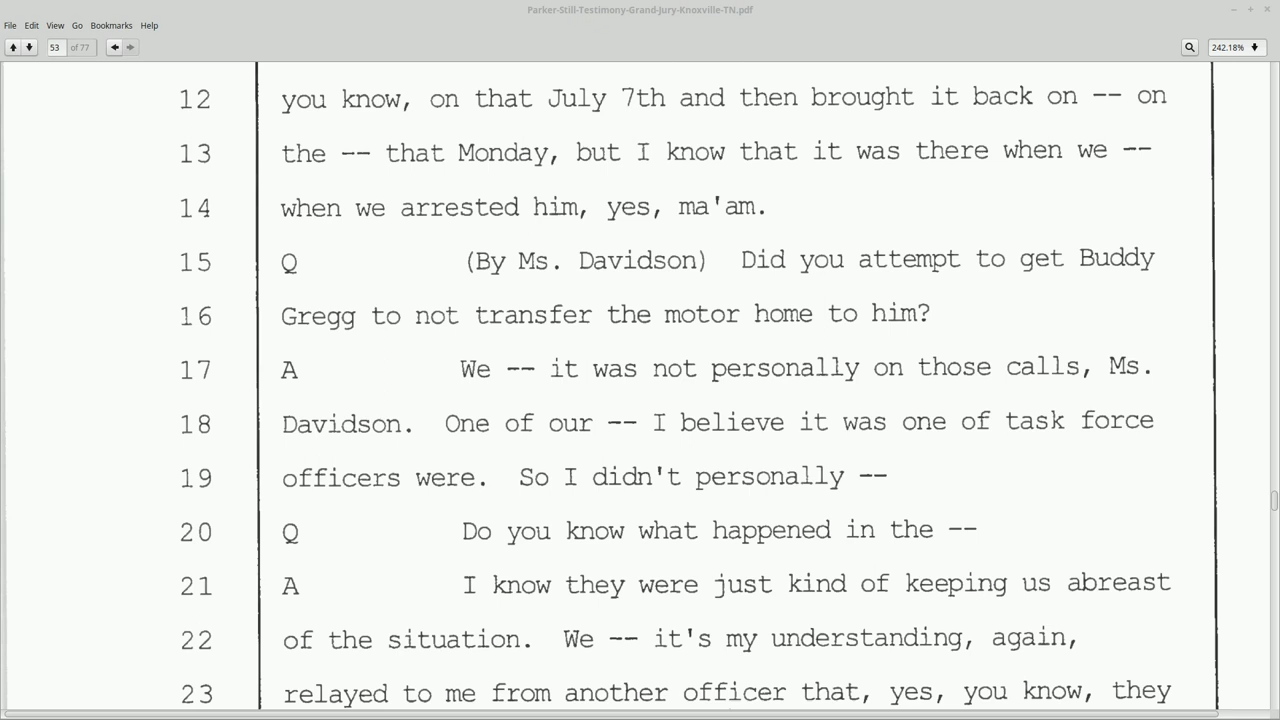 Parker-Still-Testimony-Grand-Jury-Knoxville-TN.pdf
File Edit View Go Bookmarks Help
53 of 77 242.18%
12 you know, on that July 7th and then brought it back on -- on
13 the -- that Monday, but I know that it was there when we --
14 when we arrested him, yes, ma'am.
15 Q (By Ms. Davidson) Did you attempt to get Buddy
16 Gregg to not transfer the motor home to him?
17 A We -- it was not personally on those calls, Ms.
18 Davidson. One of our -- I believe it was one of task force
19 officers were. So I didn't personally --
20 Q Do you know what happened in the --
21 A I know they were just kind of keeping us abreast
22 of the situation. We -- it's my understanding, again,
23 relayed to me from another officer that, yes, you know, they